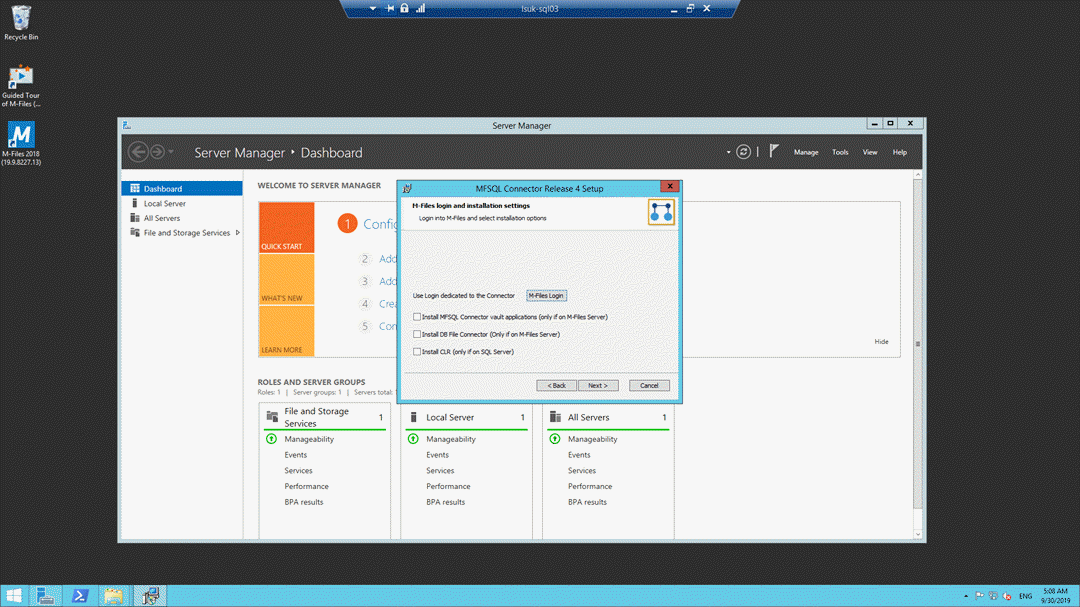 lsuk-sql03
Recycle Bin
Guided Tour
of M-Files (...
M-Files 2018
(19.9.8227.13)
Server Manager
Server Manager • Dashboard
Manage
Tools
View
Help
Dashboard
Local Server
All Servers
File and Storage Services
WELCOME TO SERVER MANAGER
QUICK START
WHAT'S NEW
LEARN MORE
1
Config
2
Add
3
Add
4
Crea
5
Con
Hide
MFSQL Connector Release 4 Setup
M-Files login and installation settings
Login into M-Files and select installation options
Use Login dedicated to the Connector
M-Files Login
Install MFSQL Connector vault applications (only if on M-Files Server)
Install DB File Connector (Only if on M-Files Server)
Install CLR (only if on SQL Server)
< Back
Next >
Cancel
ROLES AND SERVER GROUPS
Roles: 1 | Server groups: 1 | Servers total:
File and Storage
Services
1
Manageability
Events
Services
Performance
BPA results
Local Server
1
Manageability
Events
Services
Performance
BPA results
All Servers
1
Manageability
Events
Services
Performance
BPA results
ENG
5:08 AM
9/30/2019